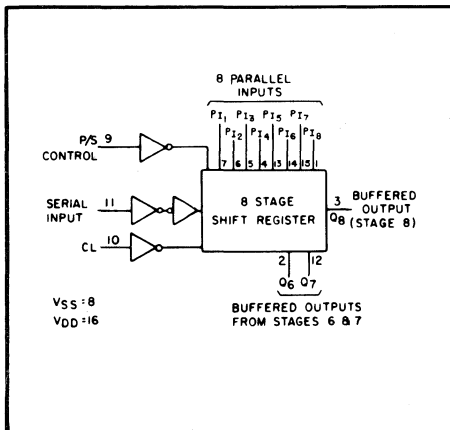 8 PARALLEL
INPUTS
PI1 PI3 PI5 PI7
PI2 PI4 PI6 PI8
7 6 5 4 13 14 15 1
P/S 9
CONTROL
SERIAL 11
INPUT
CL 10
8 STAGE
SHIFT REGISTER
3 BUFFERED
OUTPUT
Q8 (STAGE 8)
2 12
Q6 Q7
VSS = 8
VDD = 16
BUFFERED OUTPUTS
FROM STAGES 6 & 7